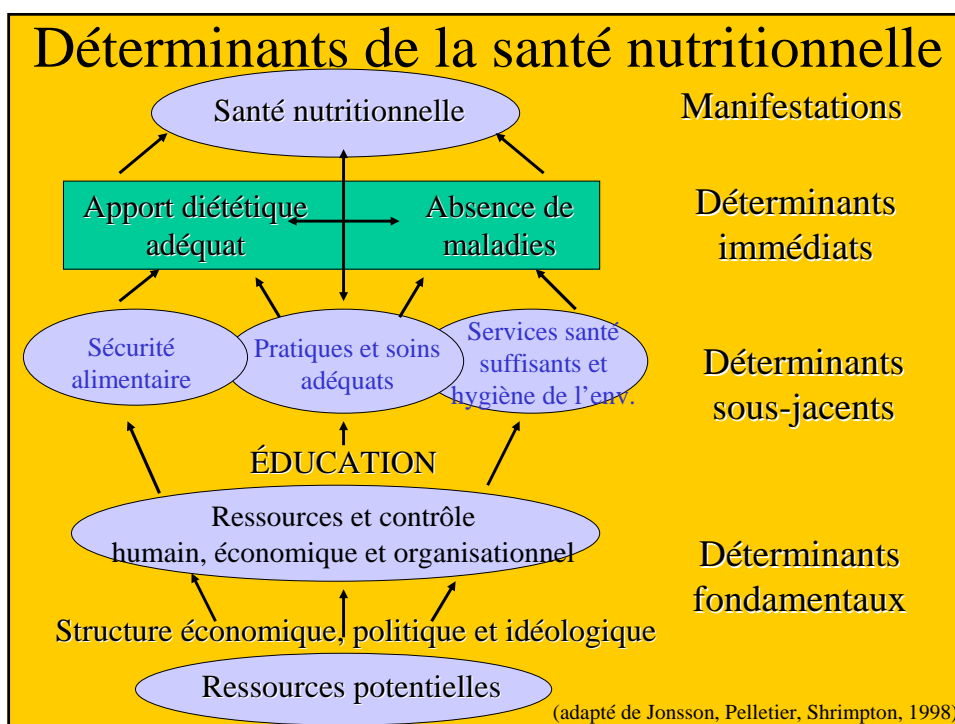 Déterminants de la santé nutritionnelle
Santé nutritionnelle
Manifestations
Apport diététique
adéquat
Absence de
maladies
Déterminants
immédiats
Sécurité
alimentaire
Pratiques et soins
adéquats
Services santé
suffisants et
hygiène de l'env.
Déterminants
sous-jacents
ÉDUCATION
Ressources et contrôle
humain, économique et organisationnel
Déterminants
fondamentaux
Structure économique, politique et idéologique
Ressources potentielles
(adapté de Jonsson, Pelletier, Shrimpton, 1998)